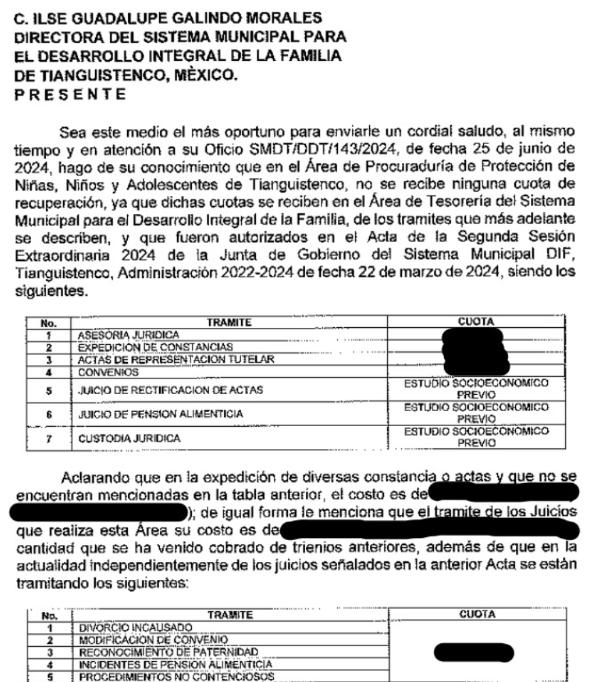 C. ILSE GUADALUPE GALINDO MORALES
DIRECTORA DEL SISTEMA MUNICIPAL PARA
EL DESARROLLO INTEGRAL DE LA FAMILIA
DE TIANGUISTENCO, MÈXICO.
P R E S E N T E
Sea este medio el más oportuno para enviarle un cordial saludo, al mismo
tiempo y en atención a su Oficio SMDT/DDT/143/2024, de fecha 25 de junio de
2024, hago de su conocimiento que en el Área de Procuraduría de Protección de
Niñas, Niños y Adolescentes de Tianguistenco, no se recibe ninguna cuota de
recuperación, ya que dichas cuotas se reciben en el Área de Tesorería del Sistema
Municipal para el Desarrollo Integral de la Familia, de los tramites que más adelante
se describen, y que fueron autorizados en el Acta de la Segunda Sesión
Extraordinaria 2024 de la Junta de Gobierno del Sistema Municipal DIF,
Tianguistenco, Administración 2022-2024 de fecha 22 de marzo de 2024, siendo los
siguientes.
No. TRAMITE CUOTA
1 ASESORIA JURIDICA
2 EXPEDICION DE CONSTANCIAS
3 ACTAS DE REPRESENTACION TUTELAR
4 CONVENIOS
5 JUICIO DE RECTIFICACION DE ACTAS ESTUDIO SOCIOECONOMICO
PREVIO
6 JUICIO DE PENSION ALIMENTICIA ESTUDIO SOCIOECONOMICO
PREVIO
7 CUSTODIA JURIDICA ESTUDIO SOCIOECONOMICO
PREVIO
Aclarando que en la expedición de diversas constancia o actas y que no se
encuentran mencionadas en la tabla anterior, el costo es de
); de igual forma le menciona que el tramite de los Juicios
que realiza esta Área su costo es de
cantidad que se ha venido cobrado de trienios anteriores, además de que en la
actualidad independientemente de los juicios señalados en la anterior Acta se están
tramitando los siguientes:
No. TRAMITE CUOTA
1 DIVORCIO INCAUSADO
2 MODIFICACION DE CONVENIO
3 RECONOCIMIENTO DE PATERNIDAD
4 INCIDENTES DE PENSION ALIMENTICIA
5 PROCEDIMIENTOS NO CONTENCIOSOS